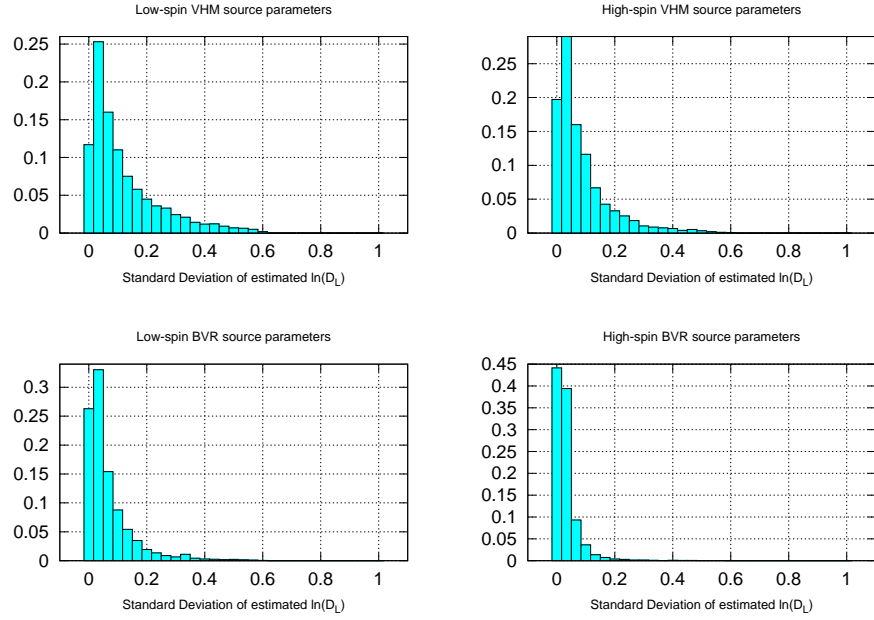 Low-spin VHM source parameters
0.25
0.2
0.15
0.1
0.05
0
0 0.2 0.4 0.6 0.8 1
Standard Deviation of estimated ln(D_L)
High-spin VHM source parameters
0.25
0.2
0.15
0.1
0.05
0
0 0.2 0.4 0.6 0.8 1
Standard Deviation of estimated ln(D_L)
Low-spin BVR source parameters
0.3
0.25
0.2
0.15
0.1
0.05
0
0 0.2 0.4 0.6 0.8 1
Standard Deviation of estimated ln(D_L)
High-spin BVR source parameters
0.45
0.4
0.35
0.3
0.25
0.2
0.15
0.1
0.05
0
0 0.2 0.4 0.6 0.8 1
Standard Deviation of estimated ln(D_L)